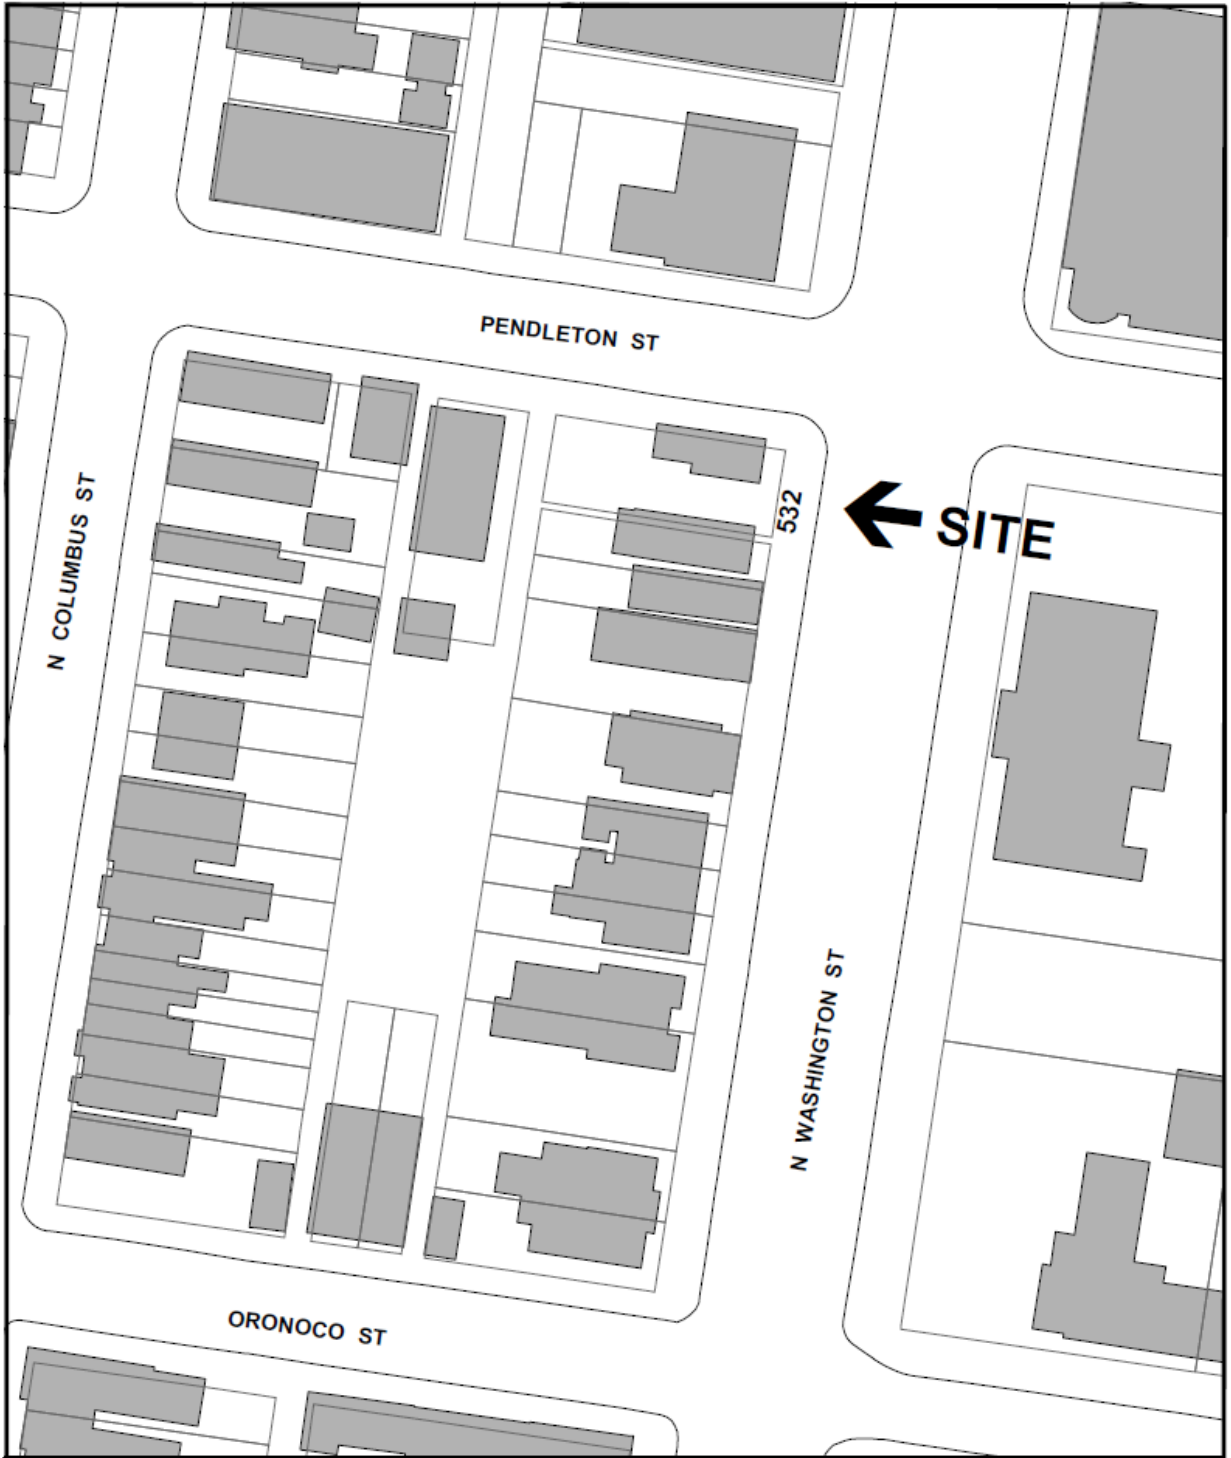 PENDLETON ST
532
SITE
N COLUMBUS ST
N WASHINGTON ST
ORONOCO ST